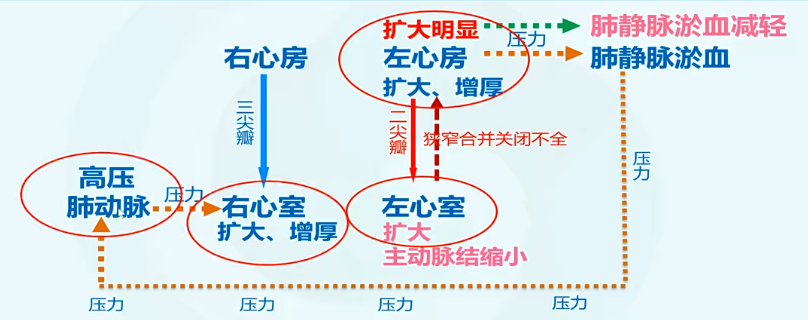 扩大明显
左心房
扩大、增厚
压力
肺静脉淤血减轻
肺静脉淤血
右心房
三尖瓣
二尖瓣
狭窄合并关闭不全
压力
高压
肺动脉
压力
右心室
扩大、增厚
左心室
扩大
主动脉结缩小
压力
压力
压力
压力